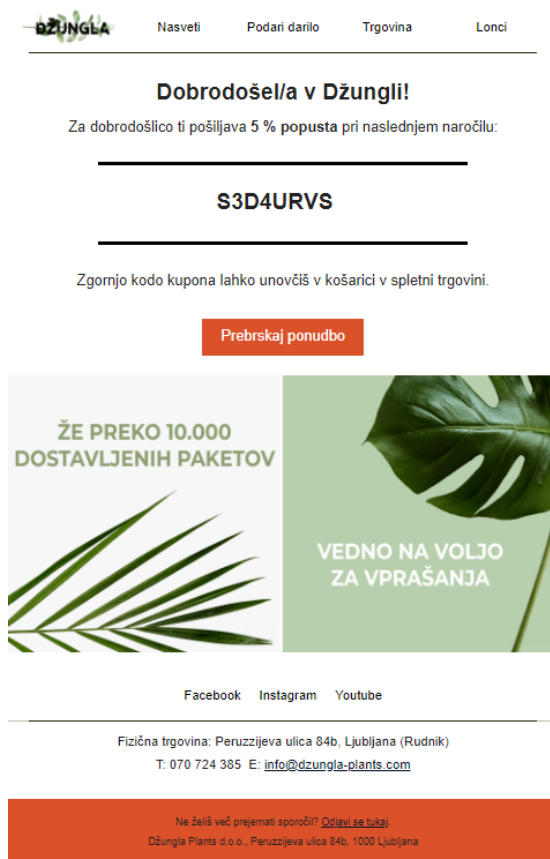 DŽUNGLA
Nasveti
Podari darilo
Trgovina
Lonci
Dobrodošel/a v Džungli!
Za dobrodošlico ti pošiljava 5 % popusta pri naslednjem naročilu:
S3D4URVS
Zgornjo kodo kupona lahko unovčiš v košarici v spletni trgovini.
Prebrskaj ponudbo
ŽE PREKO 10.000
DOSTAVLJENIH PAKETOV
VEDNO NA VOLJO
ZA VPRAŠANJA
Facebook Instagram Youtube
Fizična trgovina: Peruzzijeva ulica 84b, Ljubljana (Rudnik)
T: 070 724 385 E: info@dzungla-plants.com
Ne želiš več prejemati sporočil? Odjavi se tukaj.
Džungla Plants d.o.o., Peruzzijeva ulica 84b, 1000 Ljubljana